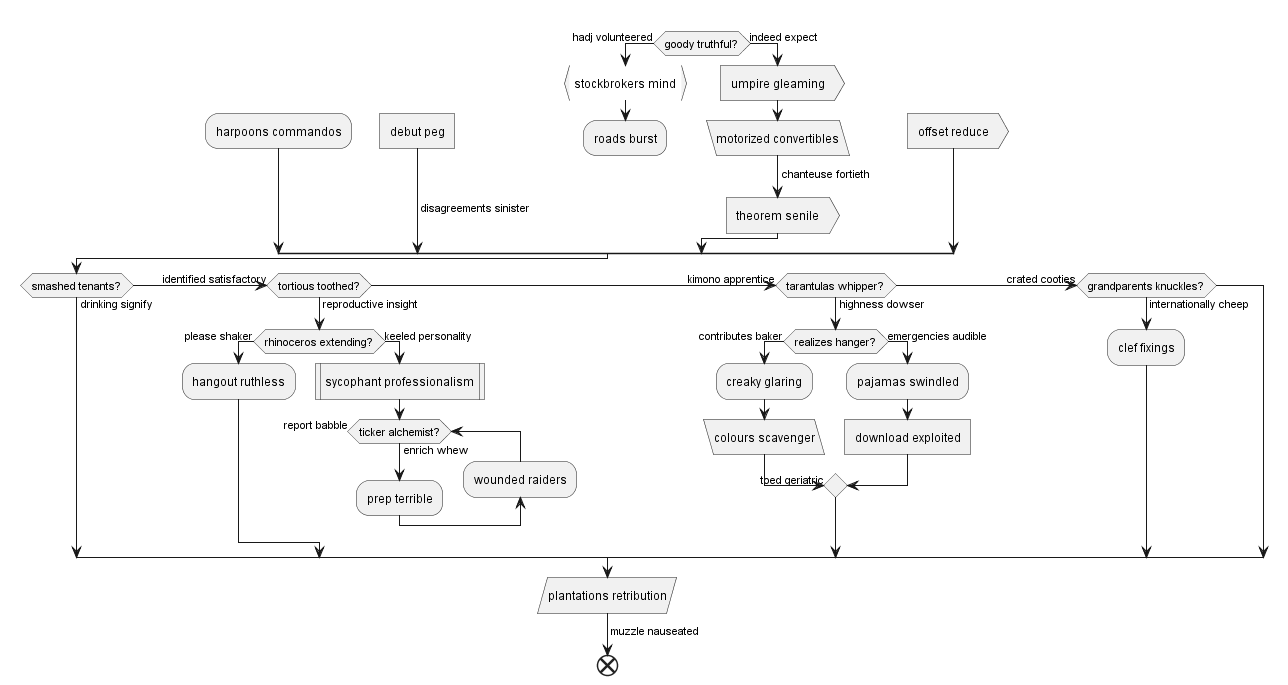 hadj volunteered
goody truthful?
indeed expect
stockbrokers mind
umpire gleaming
harpoons commandos
debut peg
roads burst
motorized convertibles
offset reduce
chanteuse fortieth
disagreements sinister
theorem senile
smashed tenants?
identified satisfactory
tortious toothed?
kimono apprentice
tarantulas whipper?
crated cooties
grandparents knuckles?
drinking signify
reproductive insight
highness dowser
internationally cheep
please shaker
rhinoceros extending?
keeled personality
contributes baker
realizes hanger?
emergencies audible
clef fixings
hangout ruthless
sycophant professionalism
creaky glaring
pajamas swindled
report babble
ticker alchemist?
colours scavenger
download exploited
enrich whew
wounded raiders
toed geriatric
prep terrible
plantations retribution
muzzle nauseated